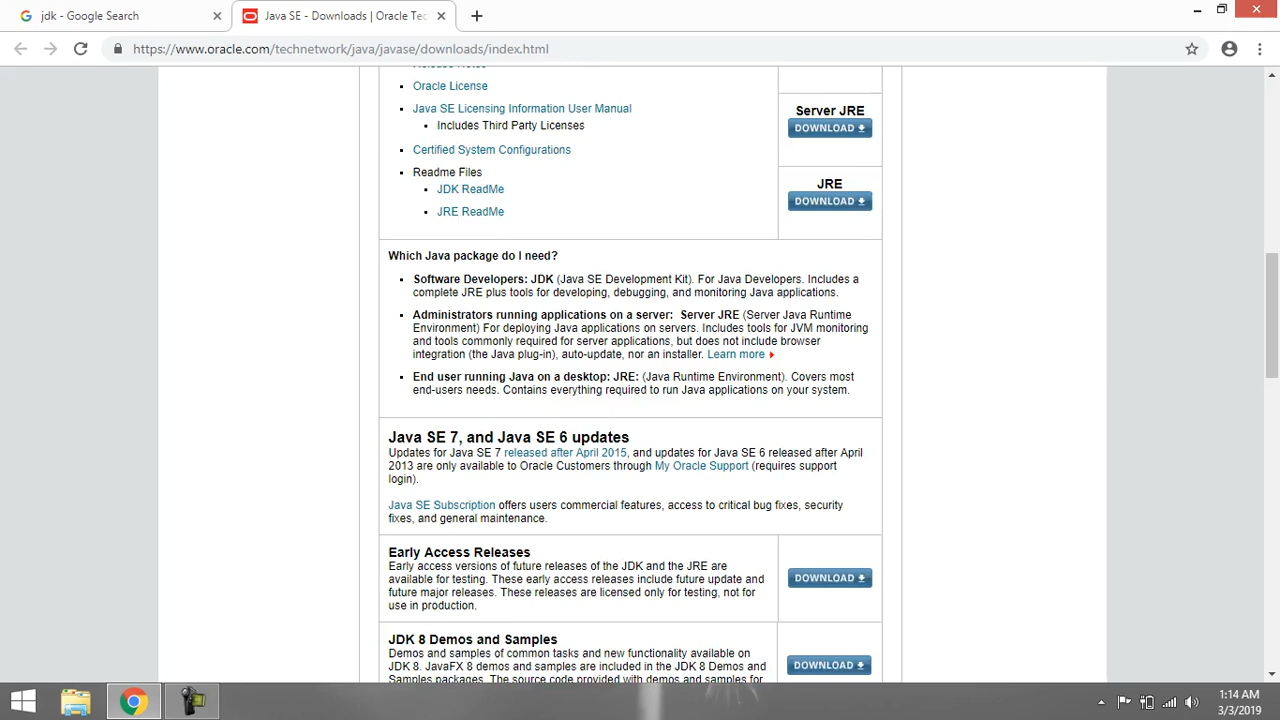 jdk - Google Search
Java SE - Downloads | Oracle Tec
https://www.oracle.com/technetwork/java/javase/downloads/index.html
Release Notes
Oracle License
Java SE Licensing Information User Manual
Includes Third Party Licenses
Certified System Configurations
Readme Files
JDK ReadMe
JRE ReadMe
Server JRE
DOWNLOAD
JRE
DOWNLOAD
Which Java package do I need?
Software Developers: JDK (Java SE Development Kit). For Java Developers. Includes a
complete JRE plus tools for developing, debugging, and monitoring Java applications.
Administrators running applications on a server: Server JRE (Server Java Runtime
Environment) For deploying Java applications on servers. Includes tools for JVM monitoring
and tools commonly required for server applications, but does not include browser
integration (the Java plug-in), auto-update, nor an installer. Learn more
End user running Java on a desktop: JRE: (Java Runtime Environment). Covers most
end-users needs. Contains everything required to run Java applications on your system.
Java SE 7, and Java SE 6 updates
Updates for Java SE 7 released after April 2015, and updates for Java SE 6 released after April
2013 are only available to Oracle Customers through My Oracle Support (requires support
login).
Java SE Subscription offers users commercial features, access to critical bug fixes, security
fixes, and general maintenance.
Early Access Releases
Early access versions of future releases of the JDK and the JRE are
available for testing. These early access releases include future update and
future major releases. These releases are licensed only for testing, not for
use in production.
DOWNLOAD
JDK 8 Demos and Samples
Demos and samples of common tasks and new functionality available on
JDK 8. JavaFX 8 demos and samples are included in the JDK 8 Demos and
Samples packages. The source code provided with demos and samples for
DOWNLOAD
1:14 AM
3/3/2019